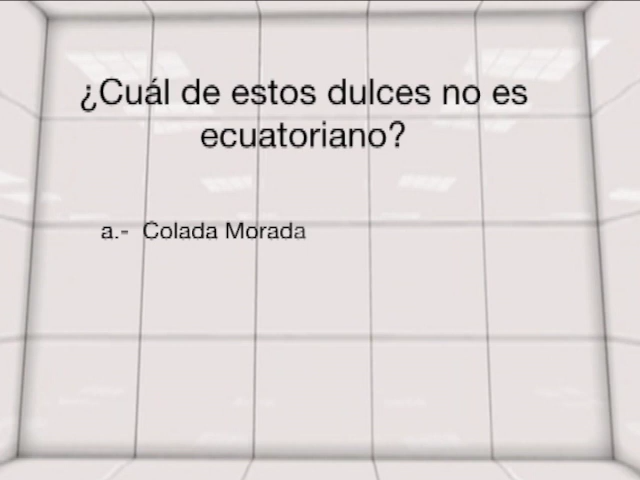 ¿Cuál de estos dulces no es
ecuatoriano?
a.- Colada Morada